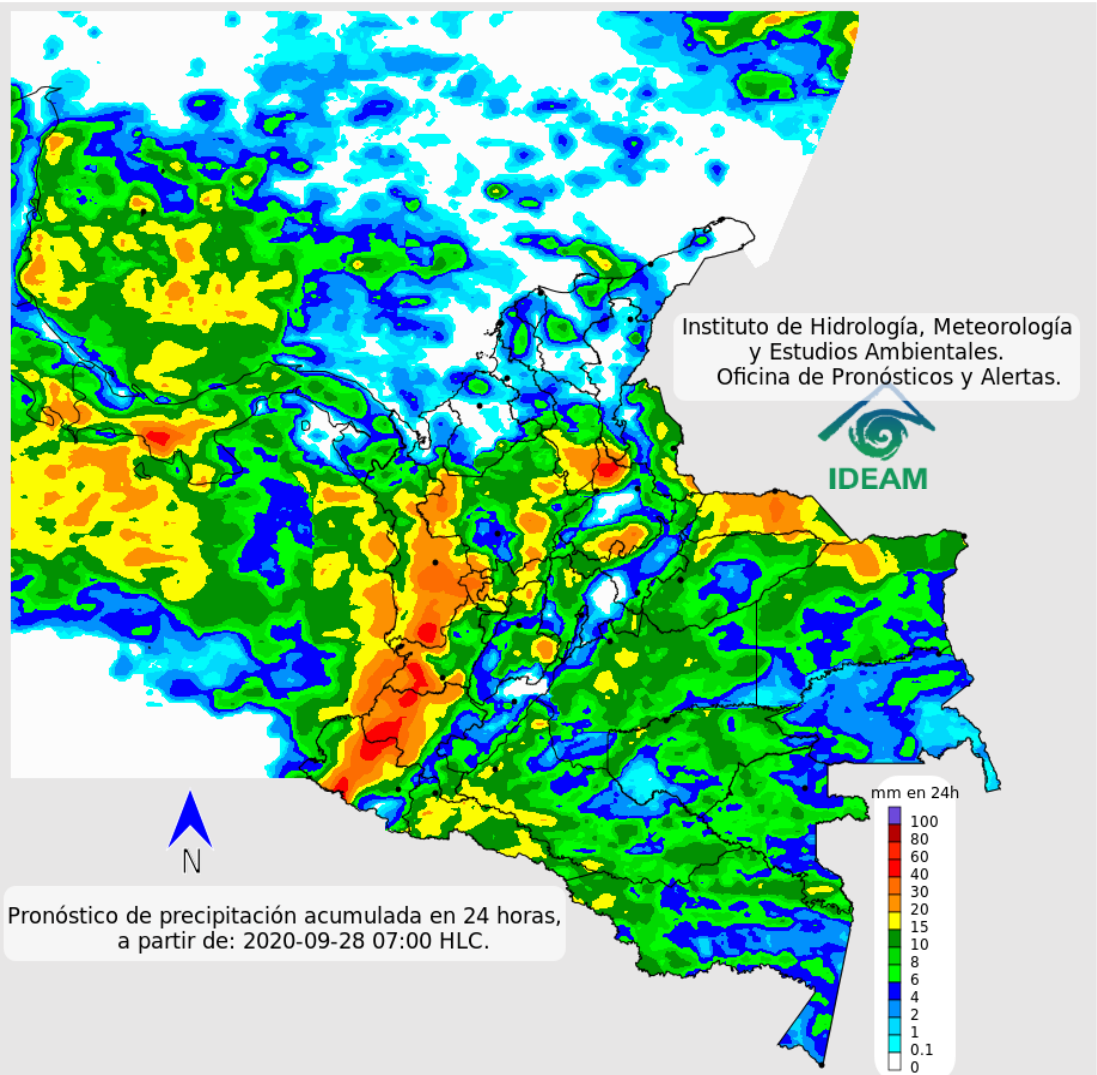 Instituto de Hidrología, Meteorología
y Estudios Ambientales.
Oficina de Pronósticos y Alertas.
IDEAM
mm en 24h
100
80
60
40
30
20
15
10
8
6
4
2
1
0.1
0
N
Pronóstico de precipitación acumulada en 24 horas,
a partir de: 2020-09-28 07:00 HLC.